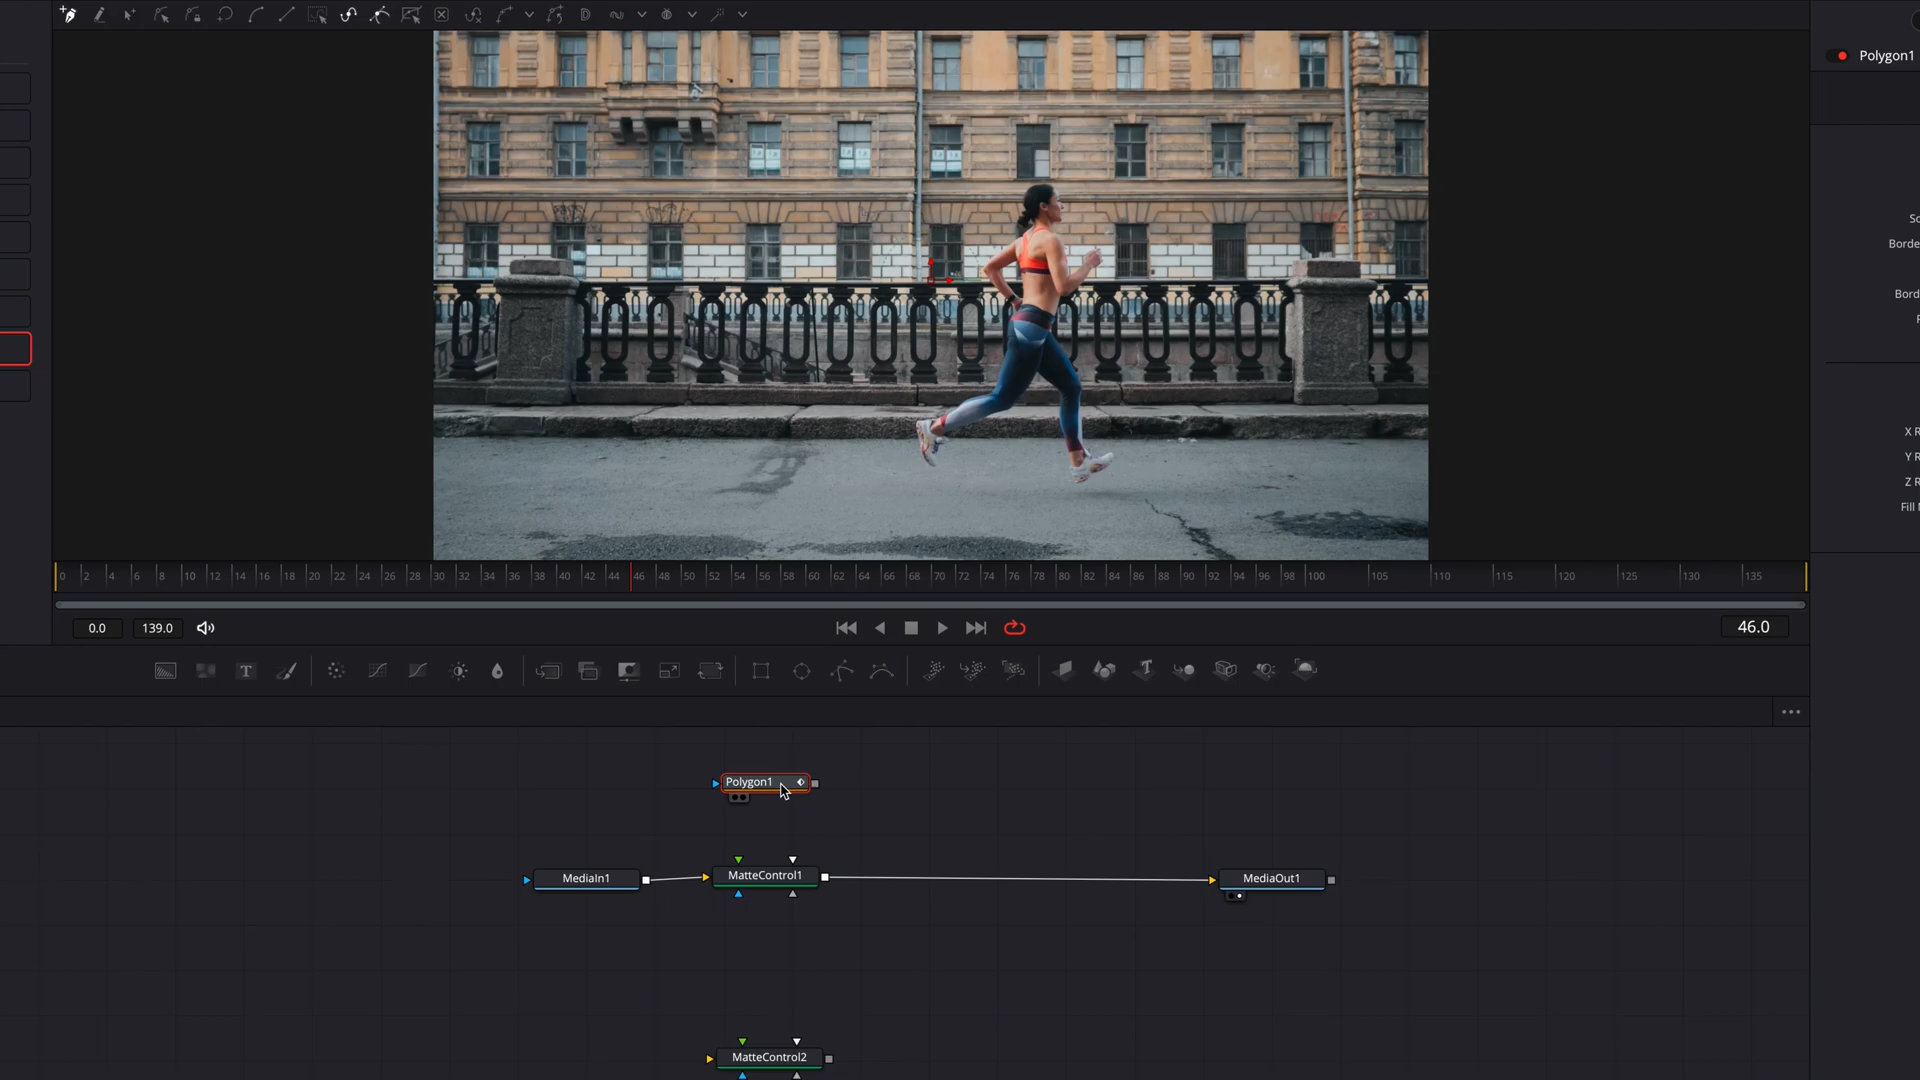 Polygon1
So
Borde
Bord
F
X R
Y R
Z R
Fill
0 2 4 6 8 10 12 14 16 18 20 22 24 26 28 30 32 34 36 38 40 42 44 46 48 50 52 54 56 58 60 62 64 66 68 70 72 74 76 78 80 82 84 86 88 90 92 94 96 98 100 105 110 115 120 125 130 135
0.0 139.0 46.0
T T
Polygon1
MediaIn1 MatteControl1 MediaOut1
MatteControl2